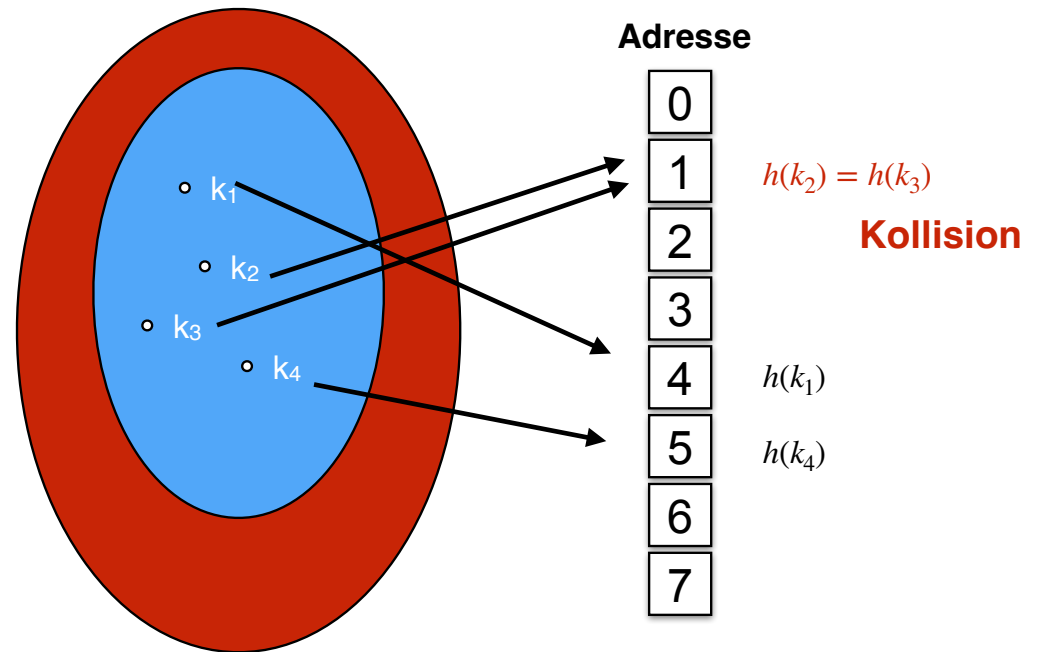 Adresse
0
1
2
3
4
5
6
7
k₁
k₂
k₃
k₄
h(k₂) = h(k₃)
Kollision
h(k₁)
h(k₄)